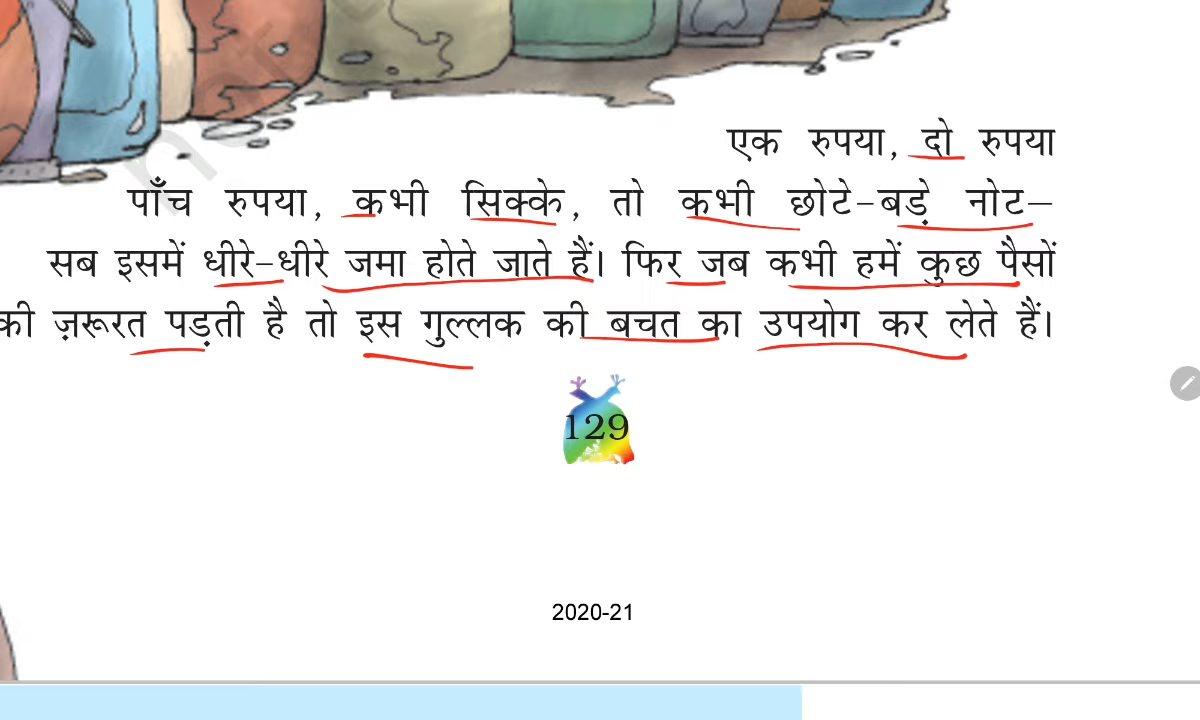 एक रुपया, दो रुपया
पाँच रुपया, कभी सिक्के, तो कभी छोटे-बड़े नोट—
सब इसमें धीरे-धीरे जमा होते जाते हैं। फिर जब कभी हमें कुछ पैसों
की ज़रूरत पड़ती है तो इस गुल्लक की बचत का उपयोग कर लेते हैं।
129
2020-21